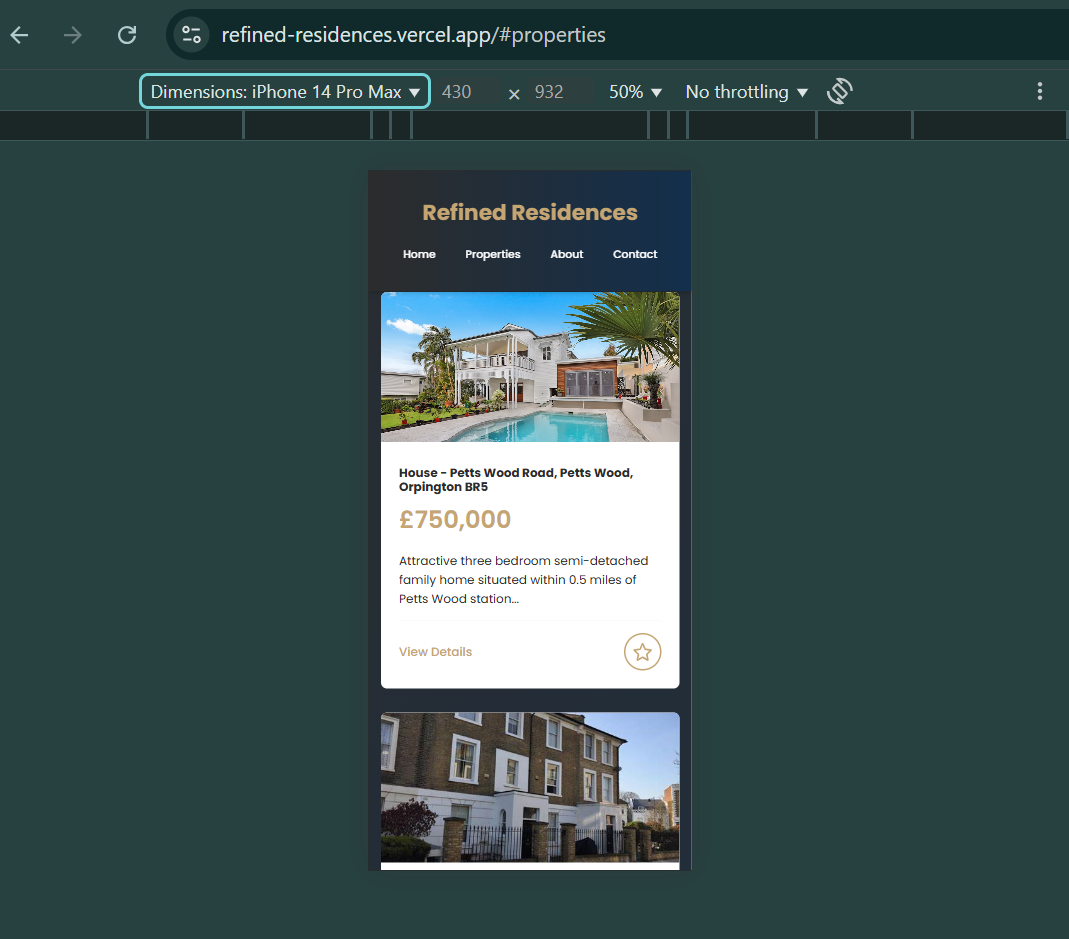 refined-residences.vercel.app/#properties
Dimensions: iPhone 14 Pro Max 430 × 932 50% No throttling
Refined Residences
Home Properties About Contact
House - Petts Wood Road, Petts Wood,
Orpington BR5
£750,000
Attractive three bedroom semi-detached
family home situated within 0.5 miles of
Petts Wood station...
View Details